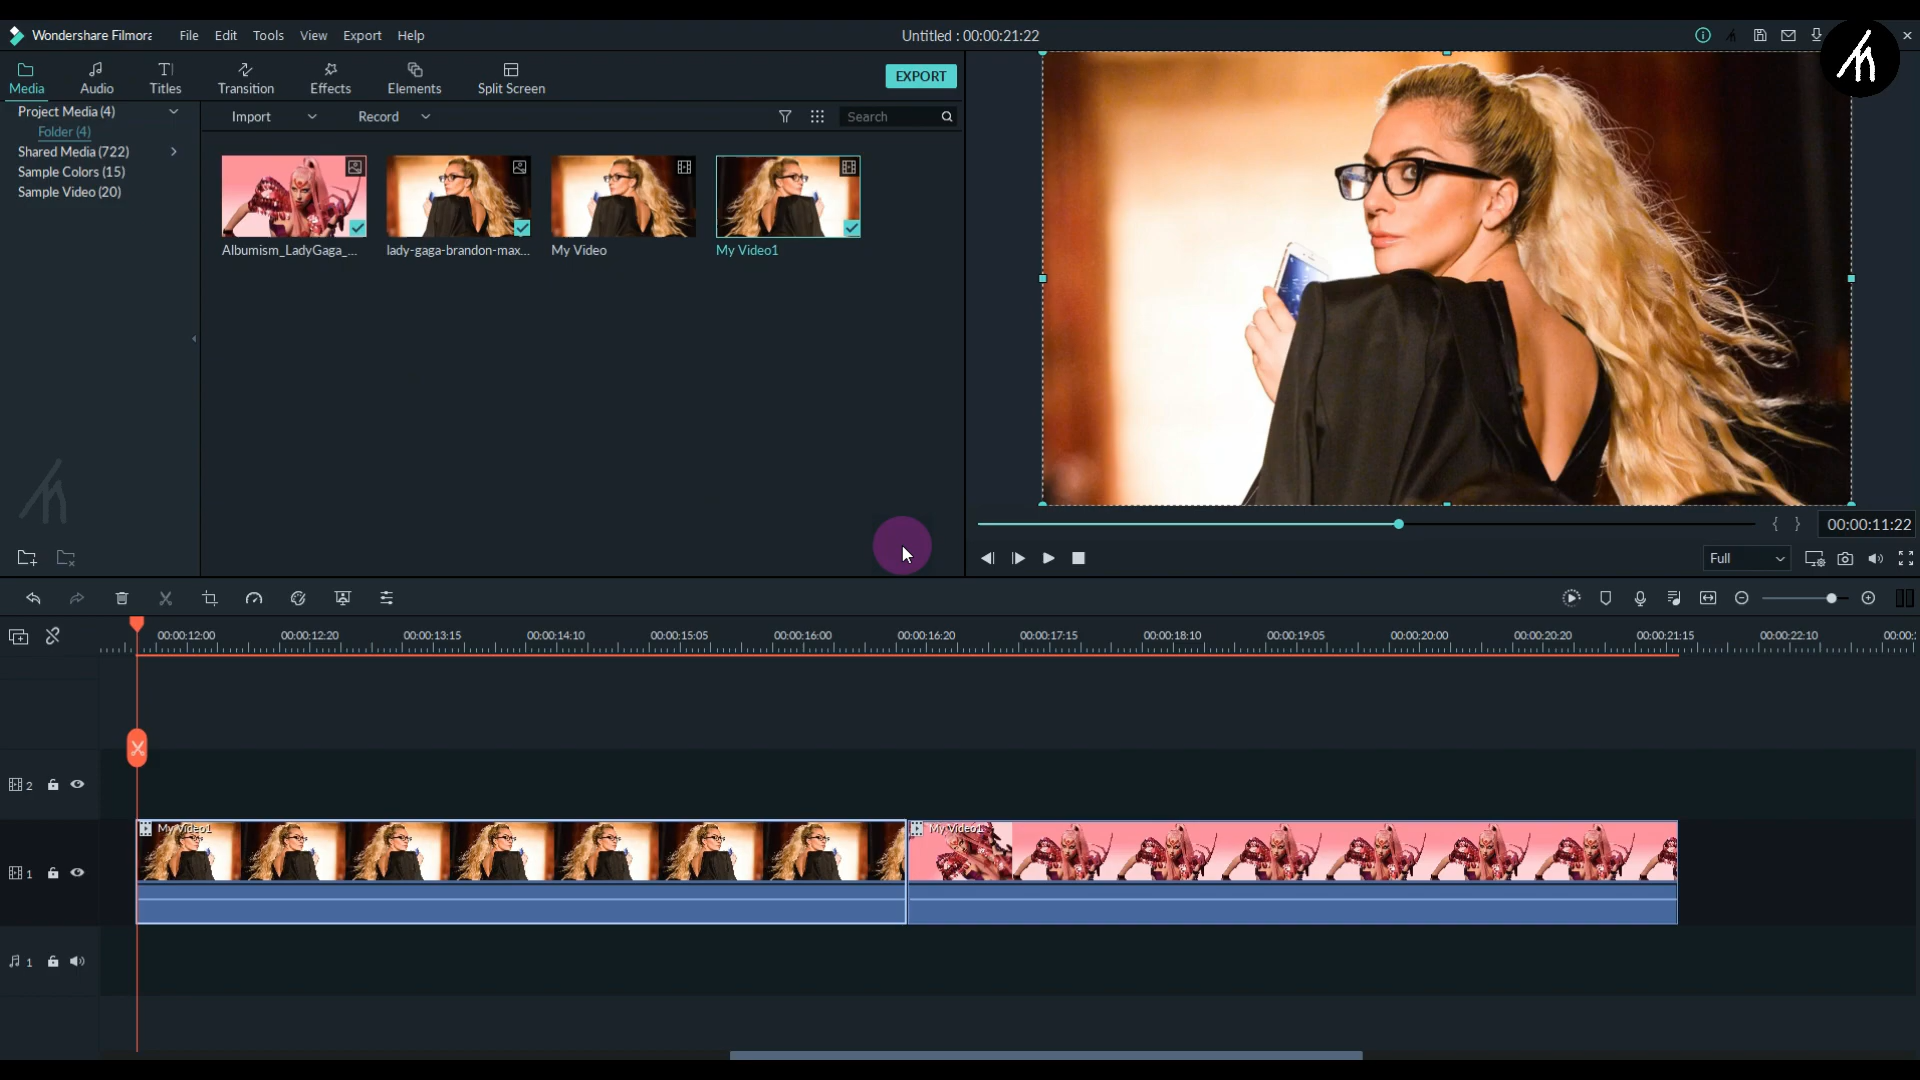 Wondershare Filmora File Edit Tools View Export Help Untitled : 00:00:21:22
Media Audio Titles Transition Effects Elements Split Screen EXPORT
Project Media (4) Import Record Search
Folder (4)
Shared Media (722)
Sample Colors (15)
Sample Video (20)
Albumism_LadyGaga_... lady-gaga-brandon-max... My Video My Video1
00:00:11:22
Full
00:00:12:00 00:00:12:20 00:00:13:15 00:00:14:10 00:00:15:05 00:00:16:00 00:00:16:20 00:00:17:15 00:00:18:10 00:00:19:05 00:00:20:00 00:00:20:20 00:00:21:15 00:00:22:10 00:00:
2
My Video1 My Video1
1
1